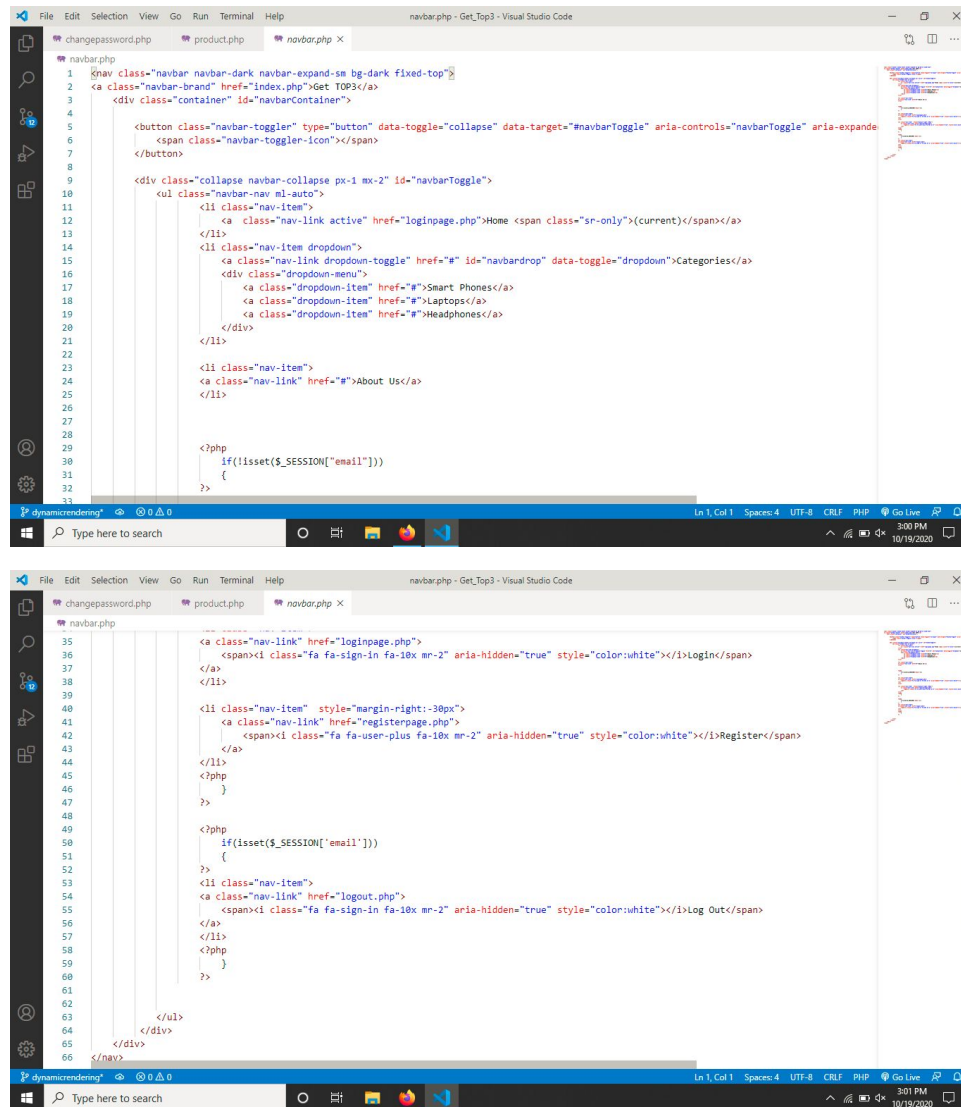 File Edit Selection View Go Run Terminal Help navbar.php - Get_Top3 - Visual Studio Code
changepassword.php product.php navbar.php
navbar.php
1 <nav class="navbar navbar-dark navbar-expand-sm bg-dark fixed-top">
2 <a class="navbar-brand" href="index.php">Get TOP3</a>
3 <div class="container" id="navbarContainer">
4
5 <button class="navbar-toggler" type="button" data-toggle="collapse" data-target="#navbarToggle" aria-controls="navbarToggle" aria-expande
6 <span class="navbar-toggler-icon"></span>
7 </button>
8
9 <div class="collapse navbar-collapse px-1 mx-2" id="navbarToggle">
10 <ul class="navbar-nav ml-auto">
11 <li class="nav-item">
12 <a class="nav-link active" href="loginpage.php">Home <span class="sr-only">(current)</span></a>
13 </li>
14 <li class="nav-item dropdown">
15 <a class="nav-link dropdown-toggle" href="#" id="navbardrop" data-toggle="dropdown">Categories</a>
16 <div class="dropdown-menu">
17 <a class="dropdown-item" href="#">Smart Phones</a>
18 <a class="dropdown-item" href="#">Laptops</a>
19 <a class="dropdown-item" href="#">Headphones</a>
20 </div>
21 </li>
22
23 <li class="nav-item">
24 <a class="nav-link" href="#">About Us</a>
25 </li>
26
27
28
29 <?php
30 if(!isset($_SESSION["email"]))
31 {
32 ?>
33
12
dynamicrendering* 0 0 Ln 1, Col 1 Spaces: 4 UTF-8 CRLF PHP Go Live
Type here to search 3:00 PM
10/19/2020
File Edit Selection View Go Run Terminal Help navbar.php - Get_Top3 - Visual Studio Code
changepassword.php product.php navbar.php
navbar.php
35 <a class="nav-link" href="loginpage.php">
36 <span><i class="fa fa-sign-in fa-10x mr-2" aria-hidden="true" style="color:white"></i>Login</span>
37 </a>
38 </li>
39
40 <li class="nav-item" style="margin-right:-30px">
41 <a class="nav-link" href="registerpage.php">
42 <span><i class="fa fa-user-plus fa-10x mr-2" aria-hidden="true" style="color:white"></i>Register</span>
43 </a>
44 </li>
45 <?php
46 }
47 ?>
48
49 <?php
50 if(isset($_SESSION['email']))
51 {
52 ?>
53 <li class="nav-item">
54 <a class="nav-link" href="logout.php">
55 <span><i class="fa fa-sign-in fa-10x mr-2" aria-hidden="true" style="color:white"></i>Log Out</span>
56 </a>
57 </li>
58 <?php
59 }
60 ?>
61
62
63 </ul>
64 </div>
65 </div>
66 </nav>
12
dynamicrendering* 0 0 Ln 1, Col 1 Spaces: 4 UTF-8 CRLF PHP Go Live
Type here to search 3:01 PM
10/19/2020